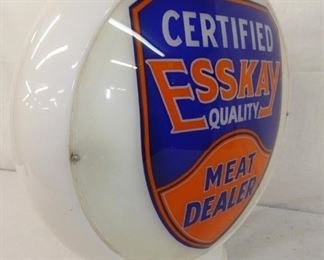 CERTIFIED
ESSKAY
QUALITY
MEAT
DEALER